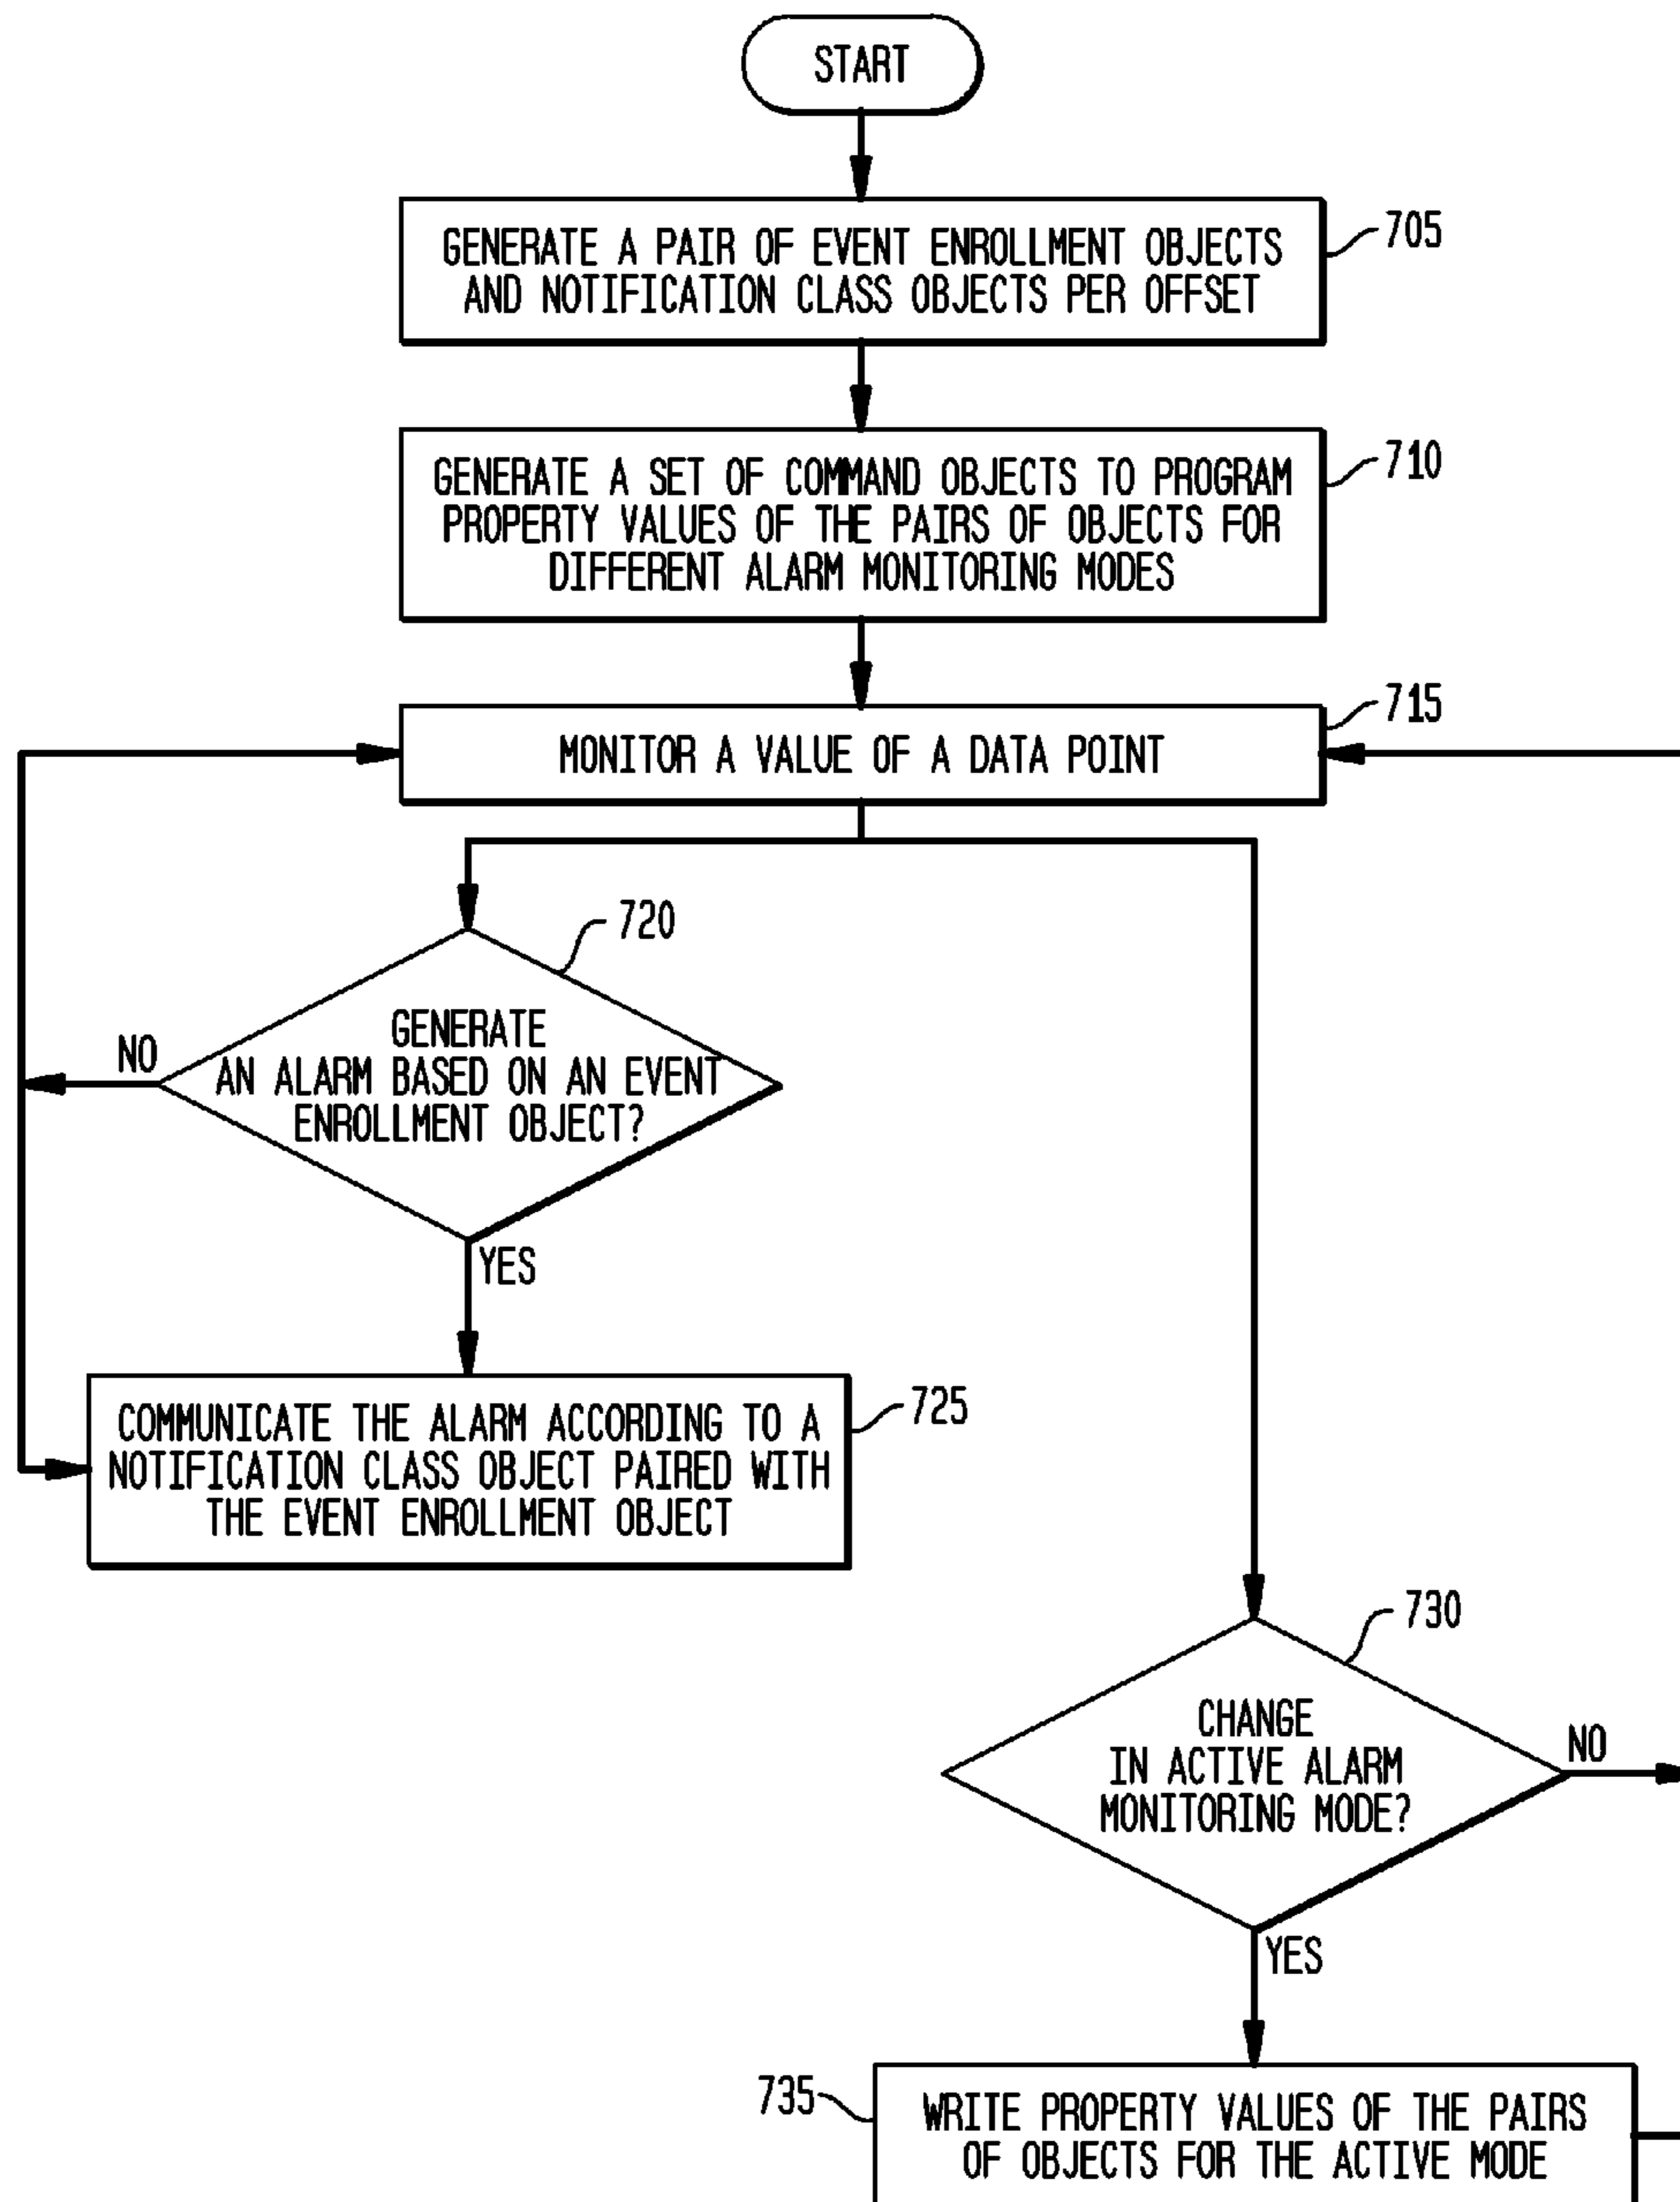 START
GENERATE A PAIR OF EVENT ENROLLMENT OBJECTS
AND NOTIFICATION CLASS OBJECTS PER OFFSET
705
GENERATE A SET OF COMMAND OBJECTS TO PROGRAM
PROPERTY VALUES OF THE PAIRS OF OBJECTS FOR
DIFFERENT ALARM MONITORING MODES
710
MONITOR A VALUE OF A DATA POINT
715
720
GENERATE
AN ALARM BASED ON AN EVENT
ENROLLMENT OBJECT?
NO
YES
COMMUNICATE THE ALARM ACCORDING TO A
NOTIFICATION CLASS OBJECT PAIRED WITH
THE EVENT ENROLLMENT OBJECT
725
730
CHANGE
IN ACTIVE ALARM
MONITORING MODE?
NO
YES
735
WRITE PROPERTY VALUES OF THE PAIRS
OF OBJECTS FOR THE ACTIVE MODE